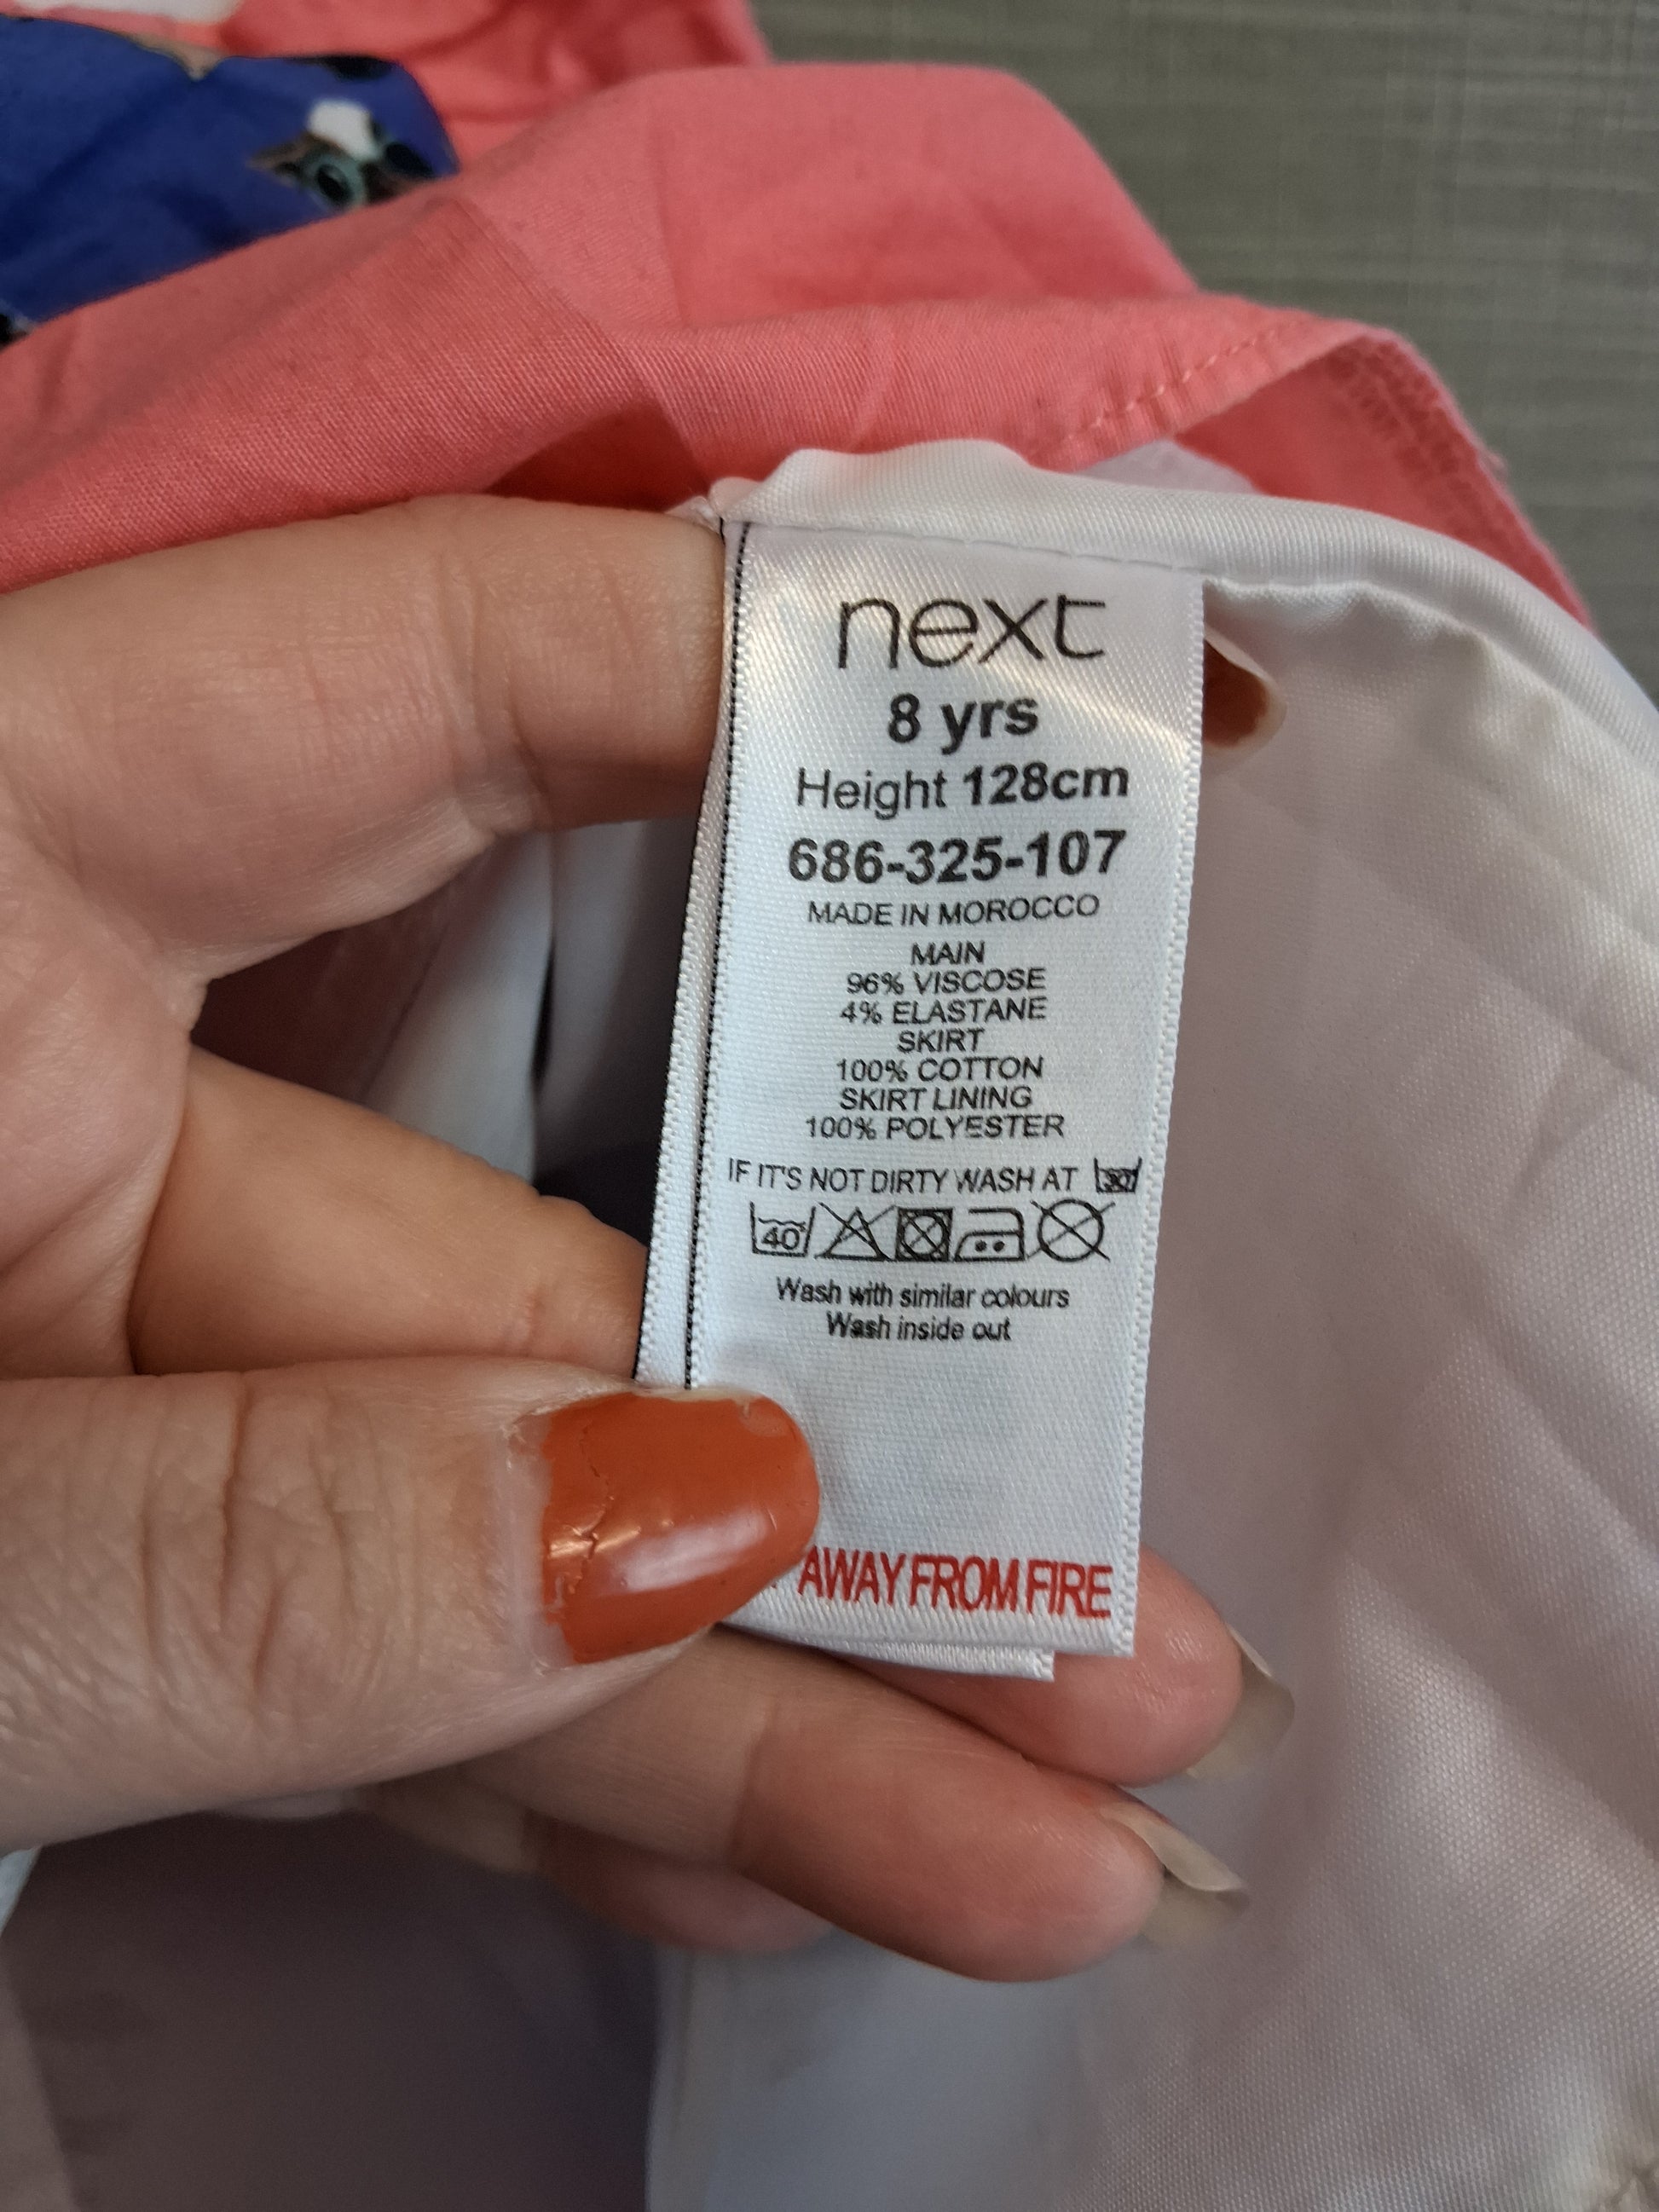 next
8 yrs
Height 128cm
686-325-107
MADE IN MOROCCO
MAIN
96% VISCOSE
4% ELASTANE
SKIRT
100% COTTON
SKIRT LINING
100% POLYESTER
IF IT'S NOT DIRTY WASH AT 30°
40°
Wash with similar colours
Wash inside out
AWAY FROM FIRE